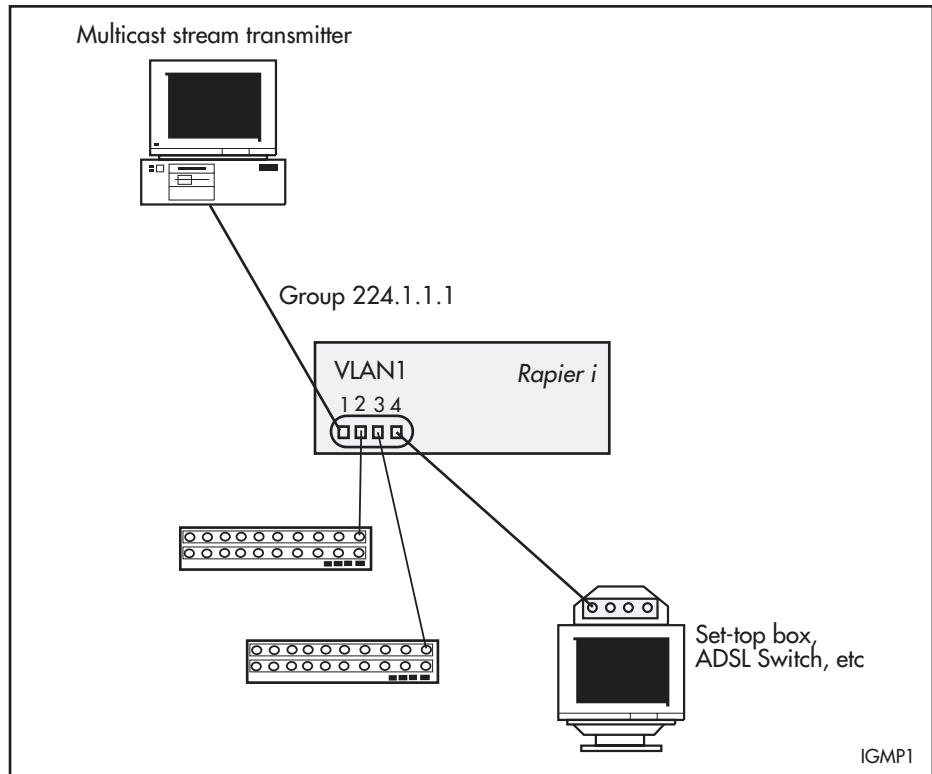 Multicast stream transmitter
Group 224.1.1.1
VLAN1
Rapier i
1 2 3 4
Set-top box,
ADSL Switch, etc
IGMP1